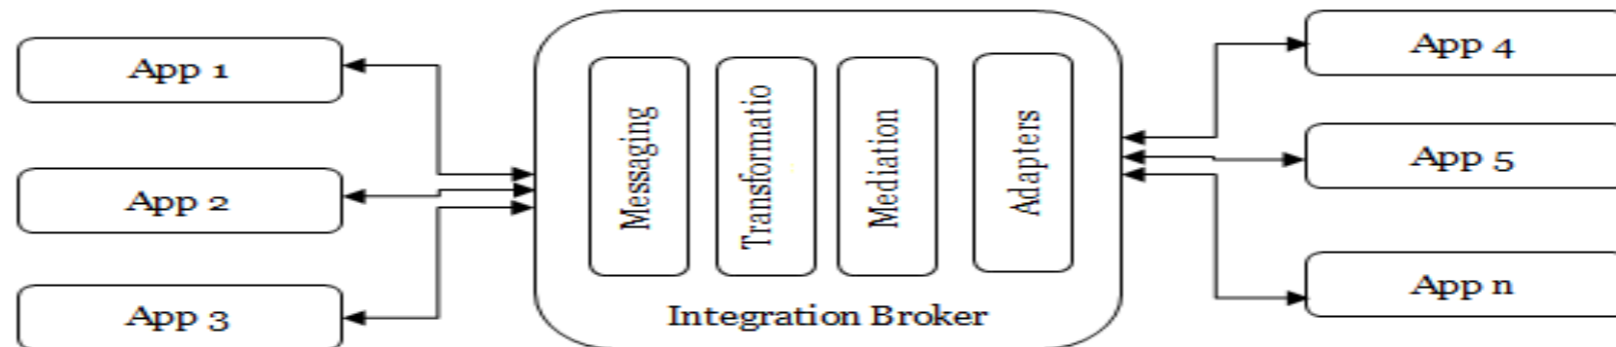 App 1
App 2
App 3
Messaging
Transformatio
Mediation
Adapters
Integration Broker
App 4
App 5
App n